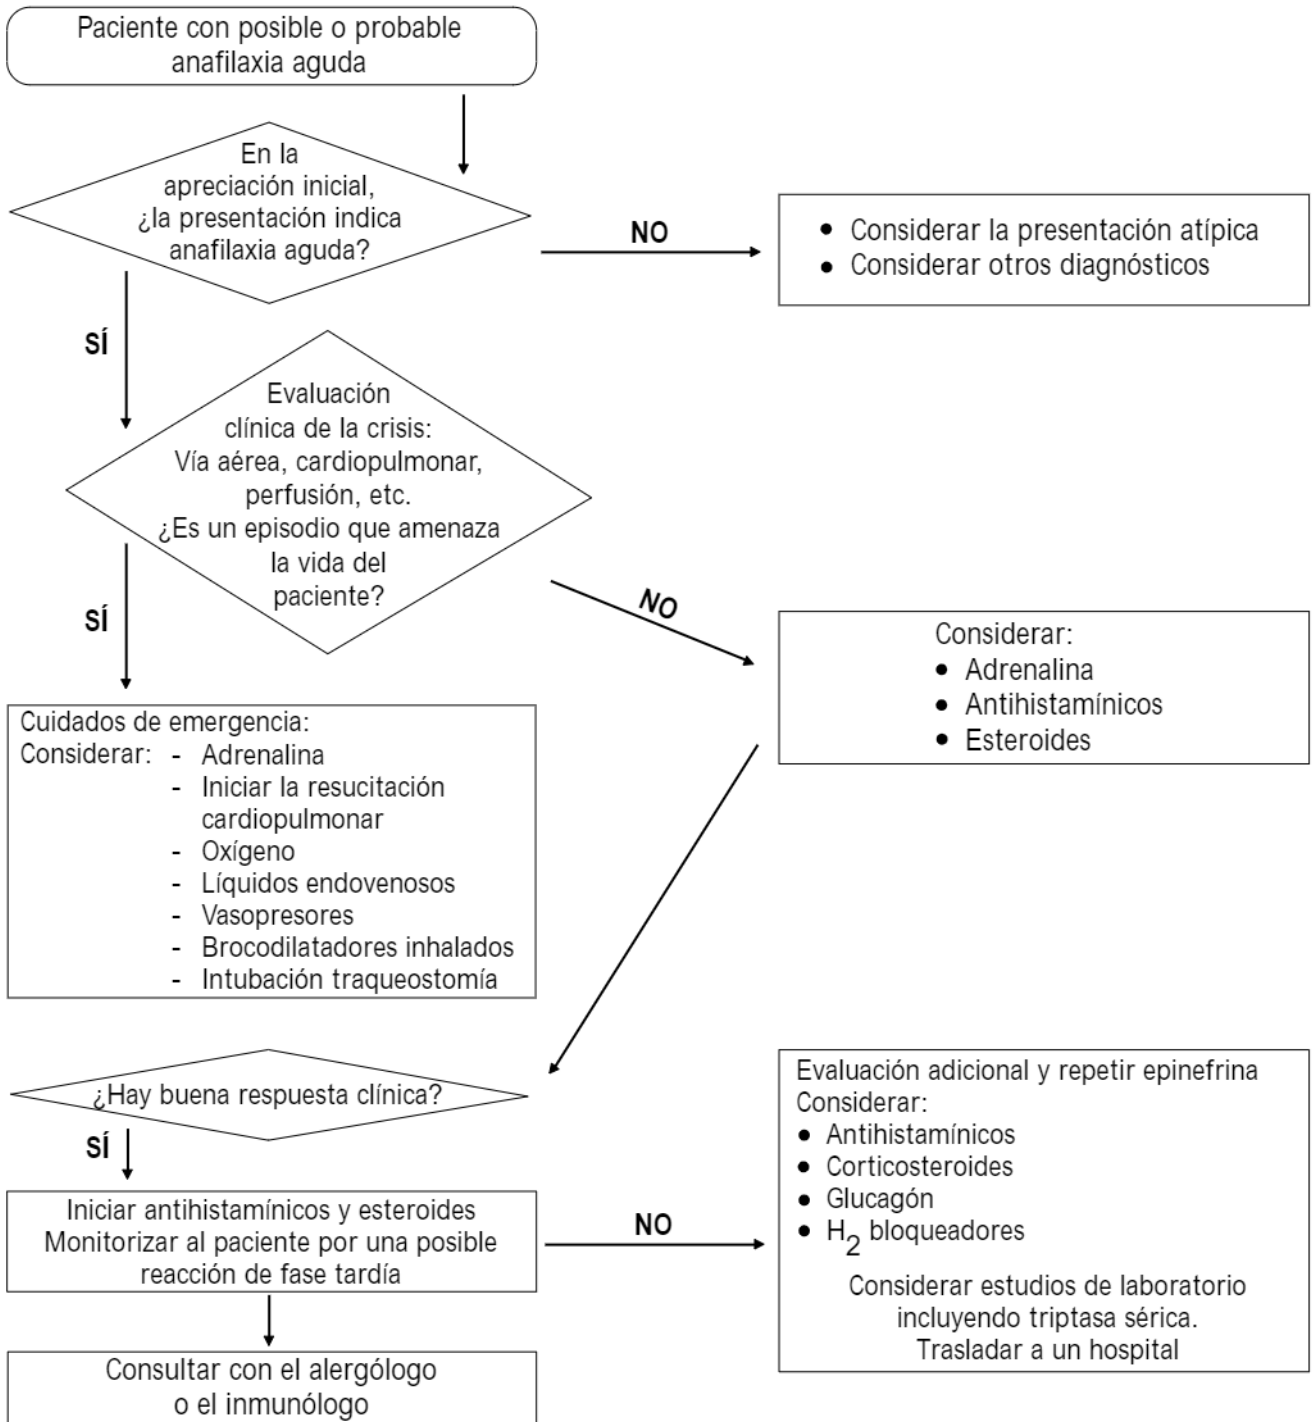 Paciente con posible o probable
anafilaxia aguda
En la
apreciación inicial,
¿la presentación indica
anafilaxia aguda?
NO
• Considerar la presentación atípica
• Considerar otros diagnósticos
SÍ
Evaluación
clínica de la crisis:
Vía aérea, cardiopulmonar,
perfusión, etc.
¿Es un episodio que amenaza
la vida del
paciente?
NO
SÍ
Considerar:
• Adrenalina
• Antihistamínicos
• Esteroides
Cuidados de emergencia:
Considerar: - Adrenalina
- Iniciar la resucitación
cardiopulmonar
- Oxígeno
- Líquidos endovenosos
- Vasopresores
- Brocodilatadores inhalados
- Intubación traqueostomía
¿Hay buena respuesta clínica?
SÍ
Iniciar antihistamínicos y esteroides
Monitorizar al paciente por una posible
reacción de fase tardía
NO
Evaluación adicional y repetir epinefrina
Considerar:
• Antihistamínicos
• Corticosteroides
• Glucagón
• H2 bloqueadores
Considerar estudios de laboratorio
incluyendo triptasa sérica.
Trasladar a un hospital
Consultar con el alergólogo
o el inmunólogo